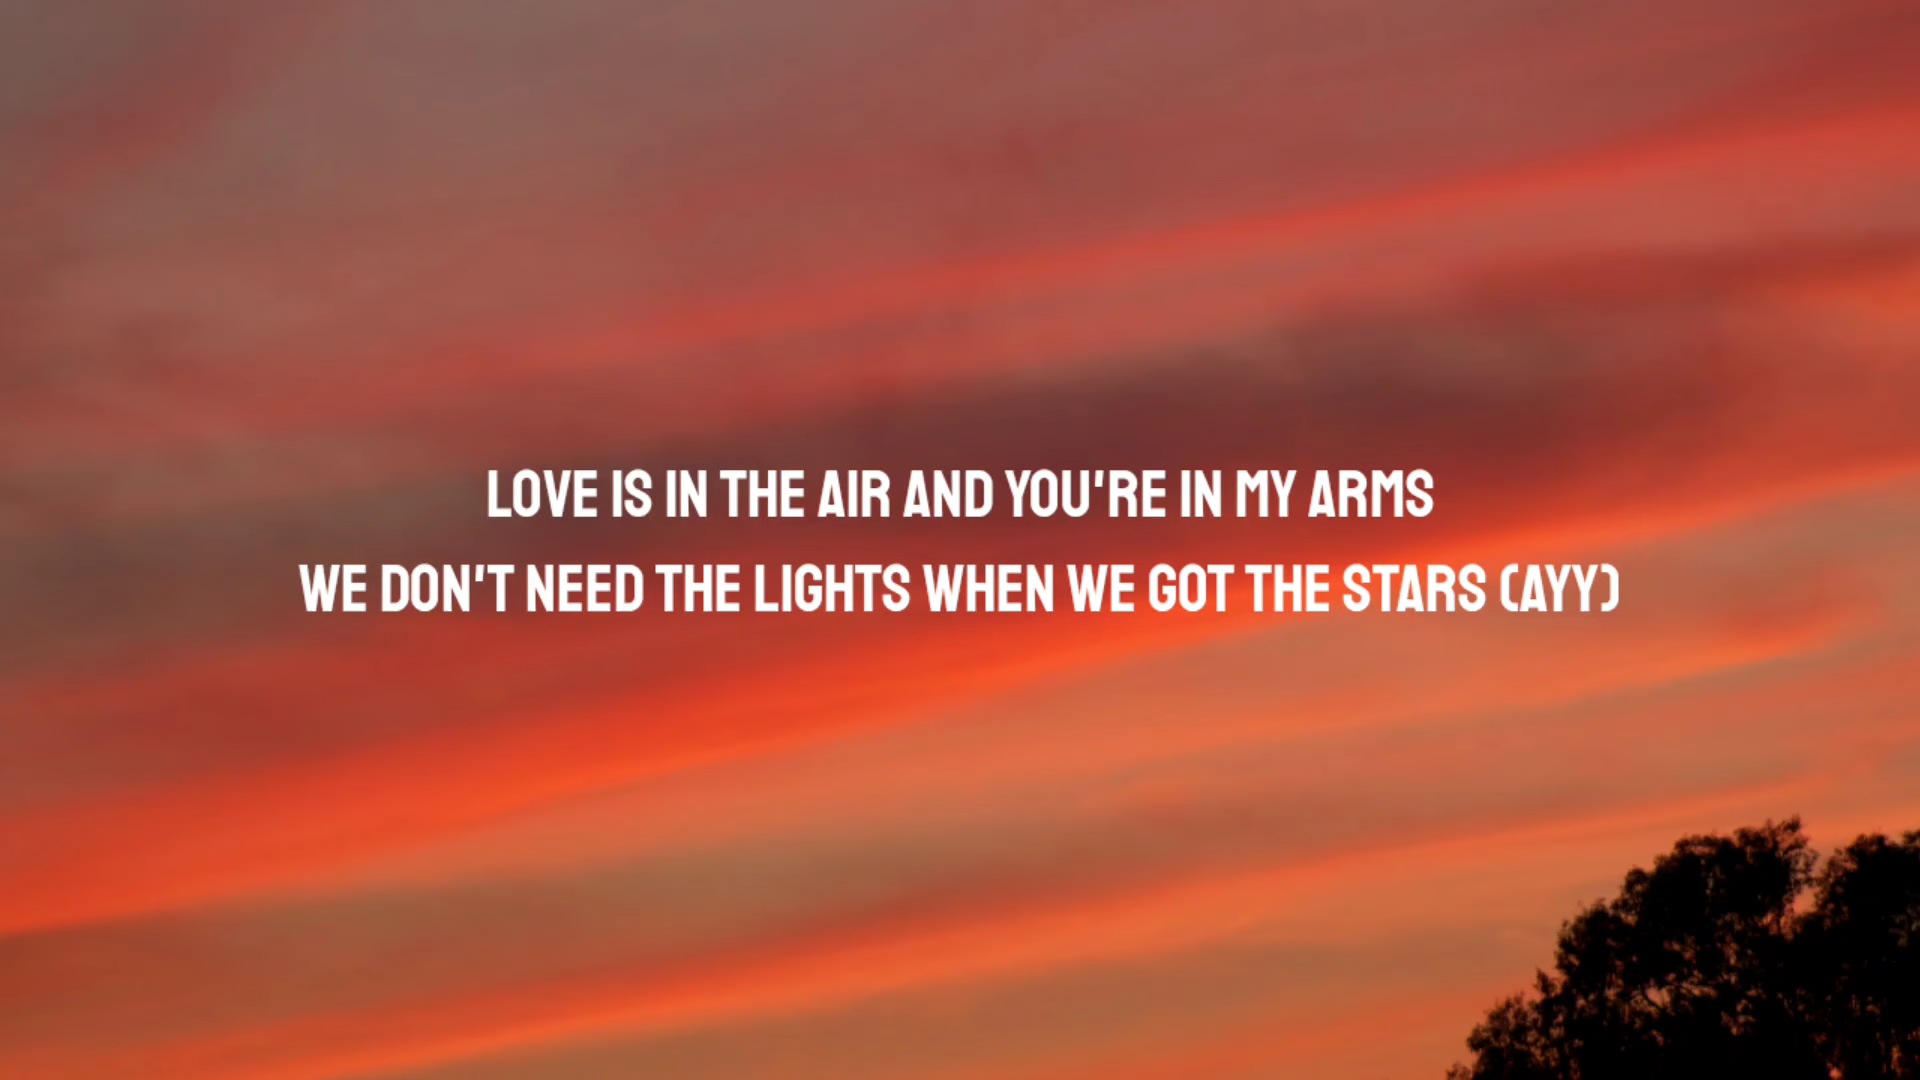 LOVE IS IN THE AIR AND YOU'RE IN MY ARMS
WE DON'T NEED THE LIGHTS WHEN WE GOT THE STARS (AYY)